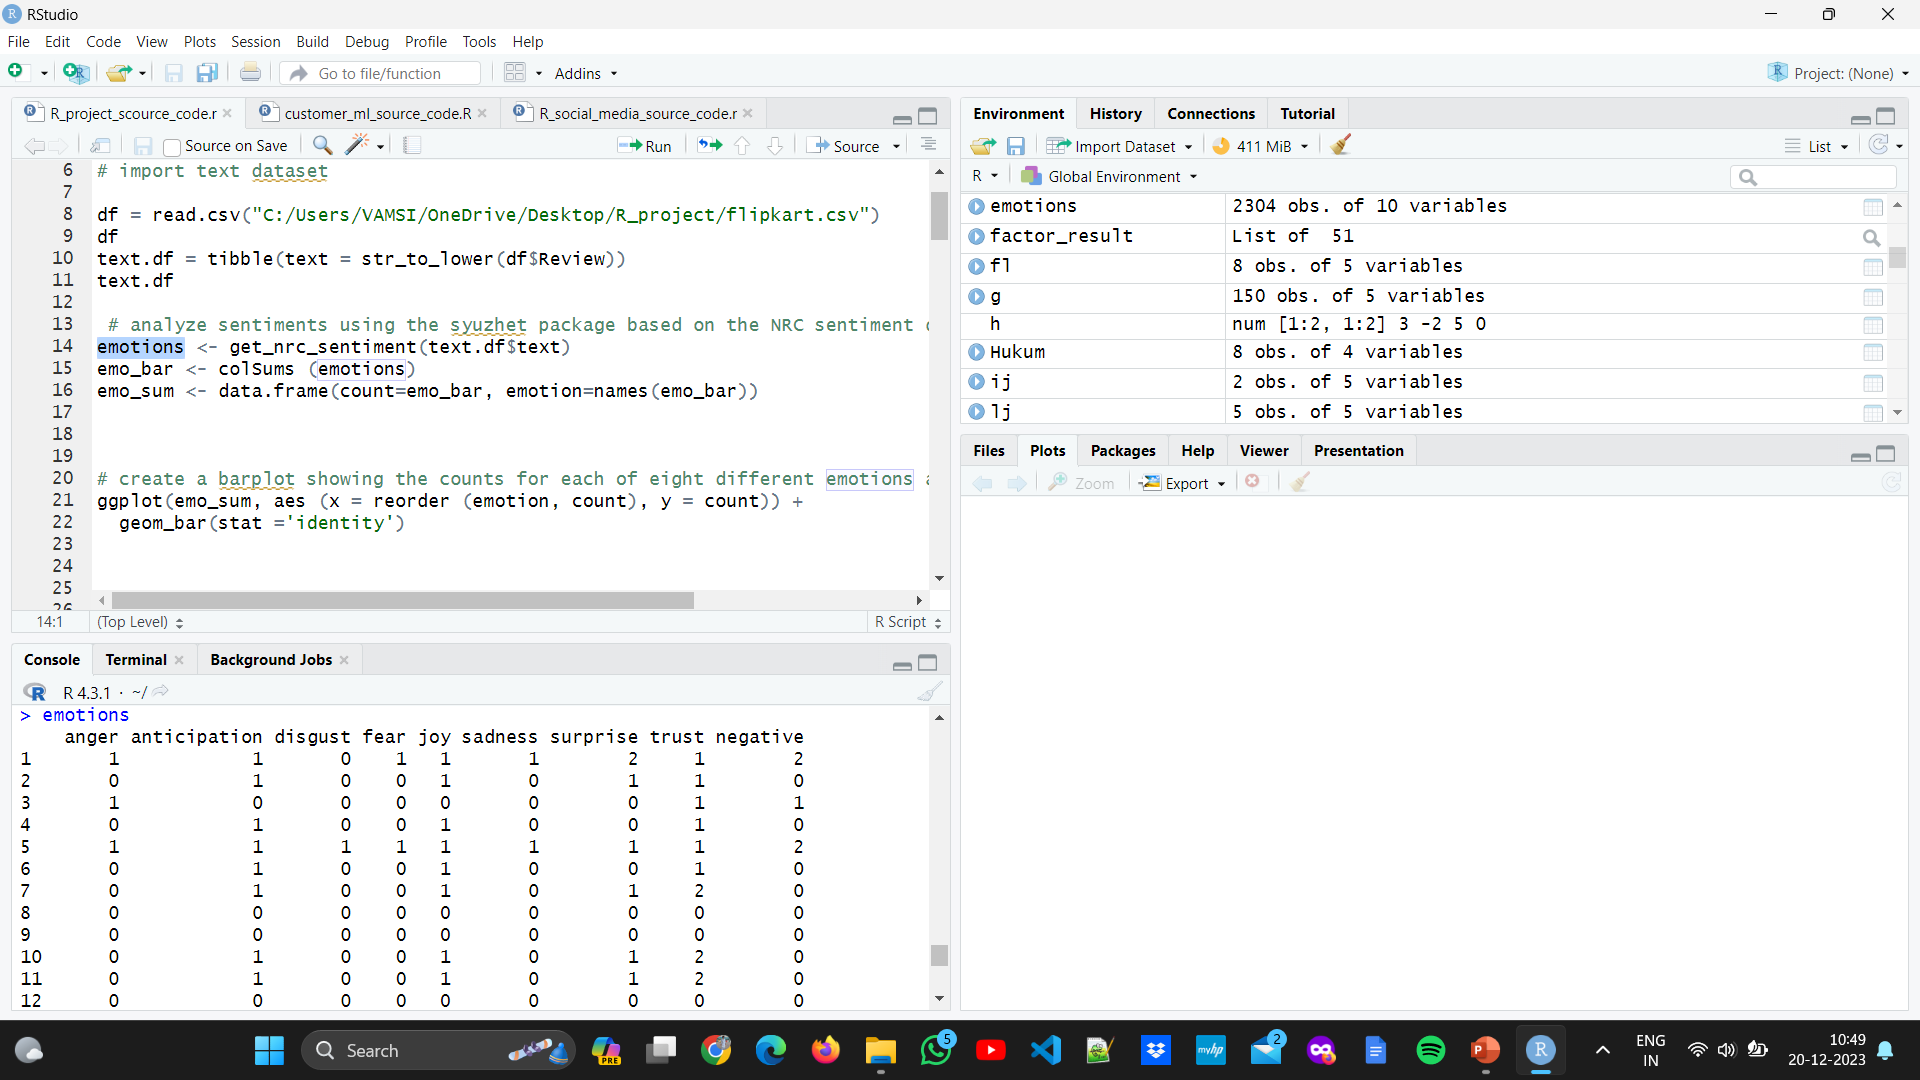 RStudio
File Edit Code View Plots Session Build Debug Profile Tools Help
Go to file/function Addins Project: (None)
R_project_scource_code.r customer_ml_source_code.R R_social_media_source_code.r
Source on Save Run Source
6 # import text dataset
7
8 df = read.csv("C:/Users/VAMSI/OneDrive/Desktop/R_project/flipkart.csv")
9 df
10 text.df = tibble(text = str_to_lower(df$Review))
11 text.df
12
13 # analyze sentiments using the syuzhet package based on the NRC sentiment
14 emotions <- get_nrc_sentiment(text.df$text)
15 emo_bar <- colSums (emotions)
16 emo_sum <- data.frame(count=emo_bar, emotion=names(emo_bar))
17
18
19
20 # create a barplot showing the counts for each of eight different emotions
21 ggplot(emo_sum, aes (x = reorder (emotion, count), y = count)) +
22 geom_bar(stat ='identity')
23
24
25
26
14:1 (Top Level) R Script
Console Terminal Background Jobs
R 4.3.1 · ~/
> emotions
anger anticipation disgust fear joy sadness surprise trust negative
1 1 1 0 1 1 1 2 1 2
2 0 1 0 0 1 0 1 1 0
3 1 0 0 0 0 0 0 1 1
4 0 1 0 0 1 0 0 1 0
5 1 1 1 1 1 1 1 1 2
6 0 1 0 0 1 0 0 1 0
7 0 1 0 0 1 0 1 2 0
8 0 0 0 0 0 0 0 0 0
9 0 0 0 0 0 0 0 0 0
10 0 1 0 0 1 0 1 2 0
11 0 1 0 0 1 0 1 2 0
12 0 0 0 0 0 0 0 0 0
Environment History Connections Tutorial
Import Dataset 411 MiB List
R Global Environment
emotions 2304 obs. of 10 variables
factor_result List of 51
fl 8 obs. of 5 variables
g 150 obs. of 5 variables
h num [1:2, 1:2] 3 -2 5 0
Hukum 8 obs. of 4 variables
ij 2 obs. of 5 variables
lj 5 obs. of 5 variables
Files Plots Packages Help Viewer Presentation
Zoom Export
Search PRE 5 myhp 2 P R
ENG
IN
10:49
20-12-2023